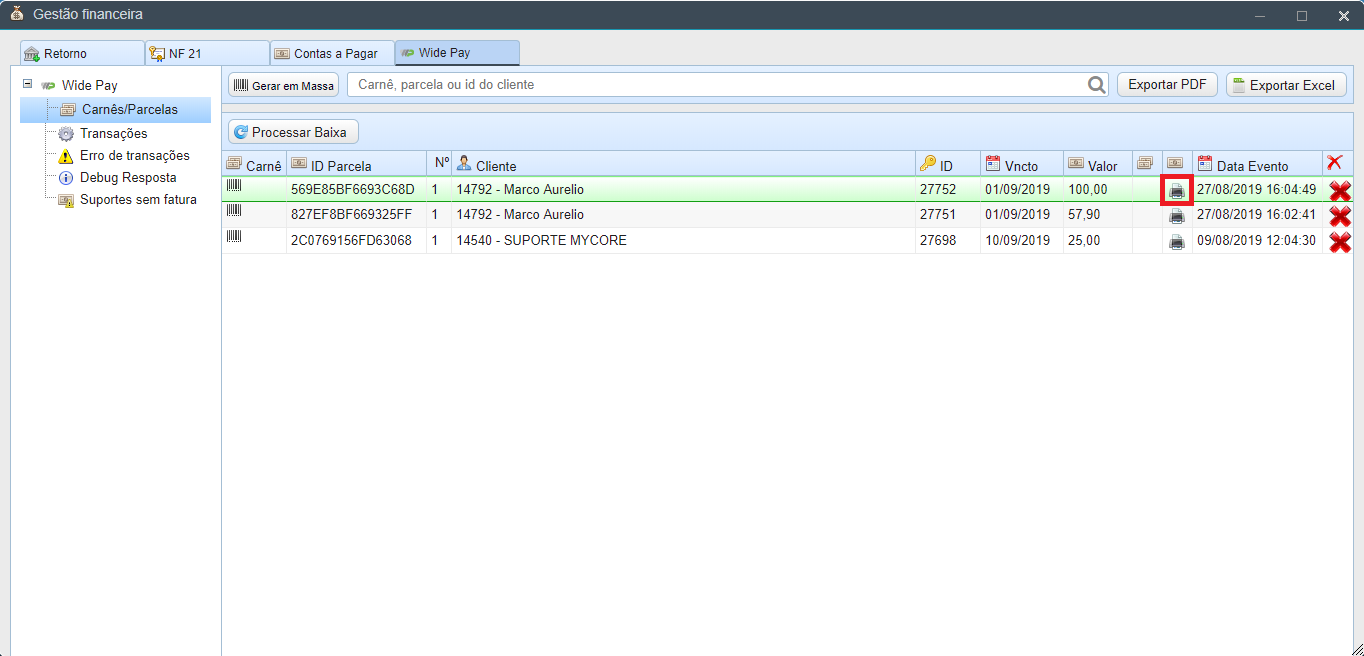 Gestão financeira
Retorno NF 21 Contas a Pagar Wide Pay
Wide Pay
Carnês/Parcelas
Transações
Erro de transações
Debug Resposta
Suportes sem fatura
Gerar em Massa Carnê, parcela ou id do cliente Exportar PDF Exportar Excel
Processar Baixa
Carnê ID Parcela Nº Cliente ID Vncto Valor Data Evento
569E85BF6693C68D 1 14792 - Marco Aurelio 27752 01/09/2019 100,00 27/08/2019 16:04:49
827EF8BF669325FF 1 14792 - Marco Aurelio 27751 01/09/2019 57,90 27/08/2019 16:02:41
2C0769156FD63068 1 14540 - SUPORTE MYCORE 27698 10/09/2019 25,00 09/08/2019 12:04:30